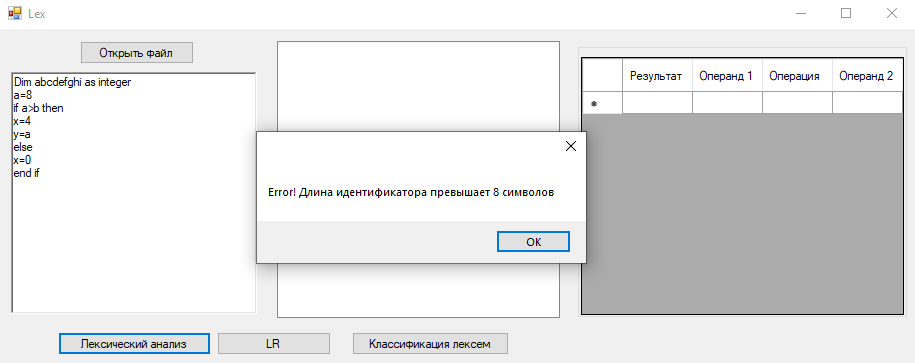 Lex
Открыть файл
Dim abcdefghi as integer
a=8
if a>b then
x=4
y=a
else
x=0
end if
Результат Операнд 1 Операция Операнд 2
*
Error! Длина идентификатора превышает 8 символов
OK
Лексический анализ LR Классификация лексем